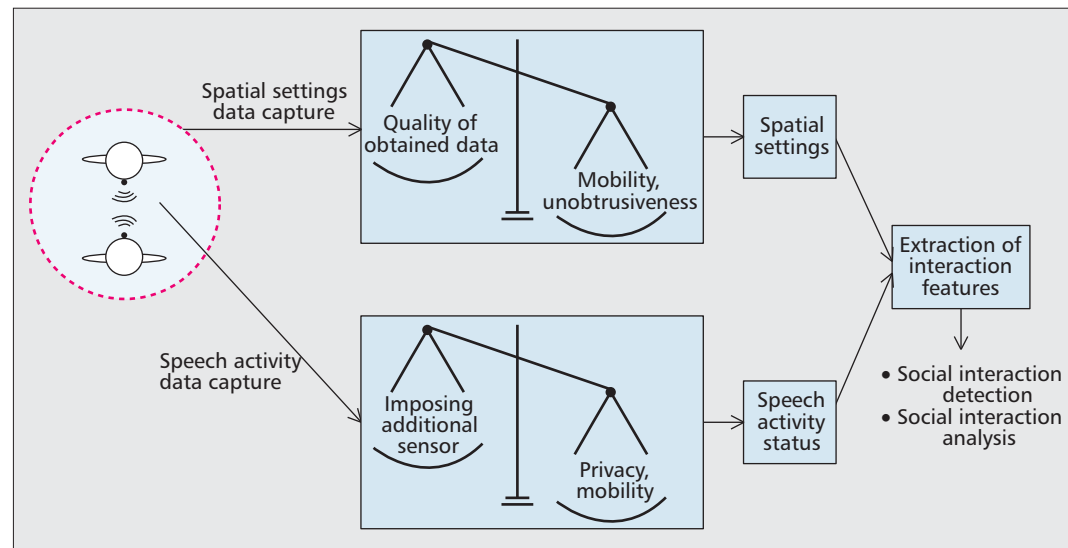 Spatial settings
data capture
Quality of
obtained data
Mobility,
unobtrusiveness
Spatial
settings
Extraction of
interaction
features
Speech activity
data capture
Imposing
additional
sensor
Privacy,
mobility
Speech
activity
status
• Social interaction
detection
• Social interaction
analysis